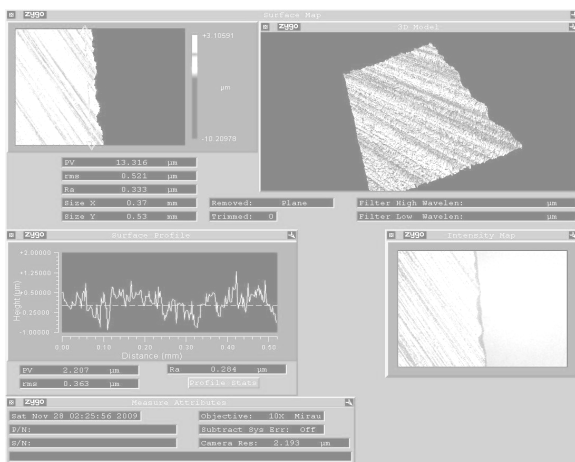 zygo Surface Map
+3.10591
µm
-10.20978
PV 13.316 µm
rms 0.521 µm
Ra 0.333 µm
Size X 0.37 mm
Size Y 0.53 mm
zygo 3D Model
Removed: Plane
Trimmed: 0
Filter High Wavelen: µm
Filter Low Wavelen: µm
zygo Surface Profile
+2.00000
+1.25000
+0.50000
-0.25000
-1.00000
Height (µm)
0.00 0.10 0.20 0.30 0.40 0.50
Distance (mm)
PV 2.207 µm
rms 0.363 µm
Ra 0.284 µm
Profile Stats
zygo Intensity Map
zygo Measure Attributes
Sat Nov 28 02:25:56 2009
P/N:
S/N:
Objective: 10X Mirau
Subtract Sys Err: Off
Camera Res: 2.193 µm